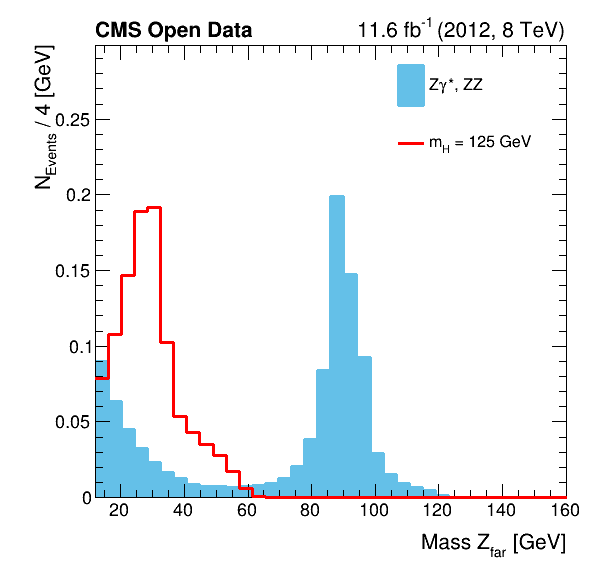 CMS Open Data 11.6 fb-1 (2012, 8 TeV)
NEvents / 4 [GeV]
Zγ*, ZZ
mH = 125 GeV
0.25
0.2
0.15
0.1
0.05
0
20 40 60 80 100 120 140 160
Mass Zfar [GeV]